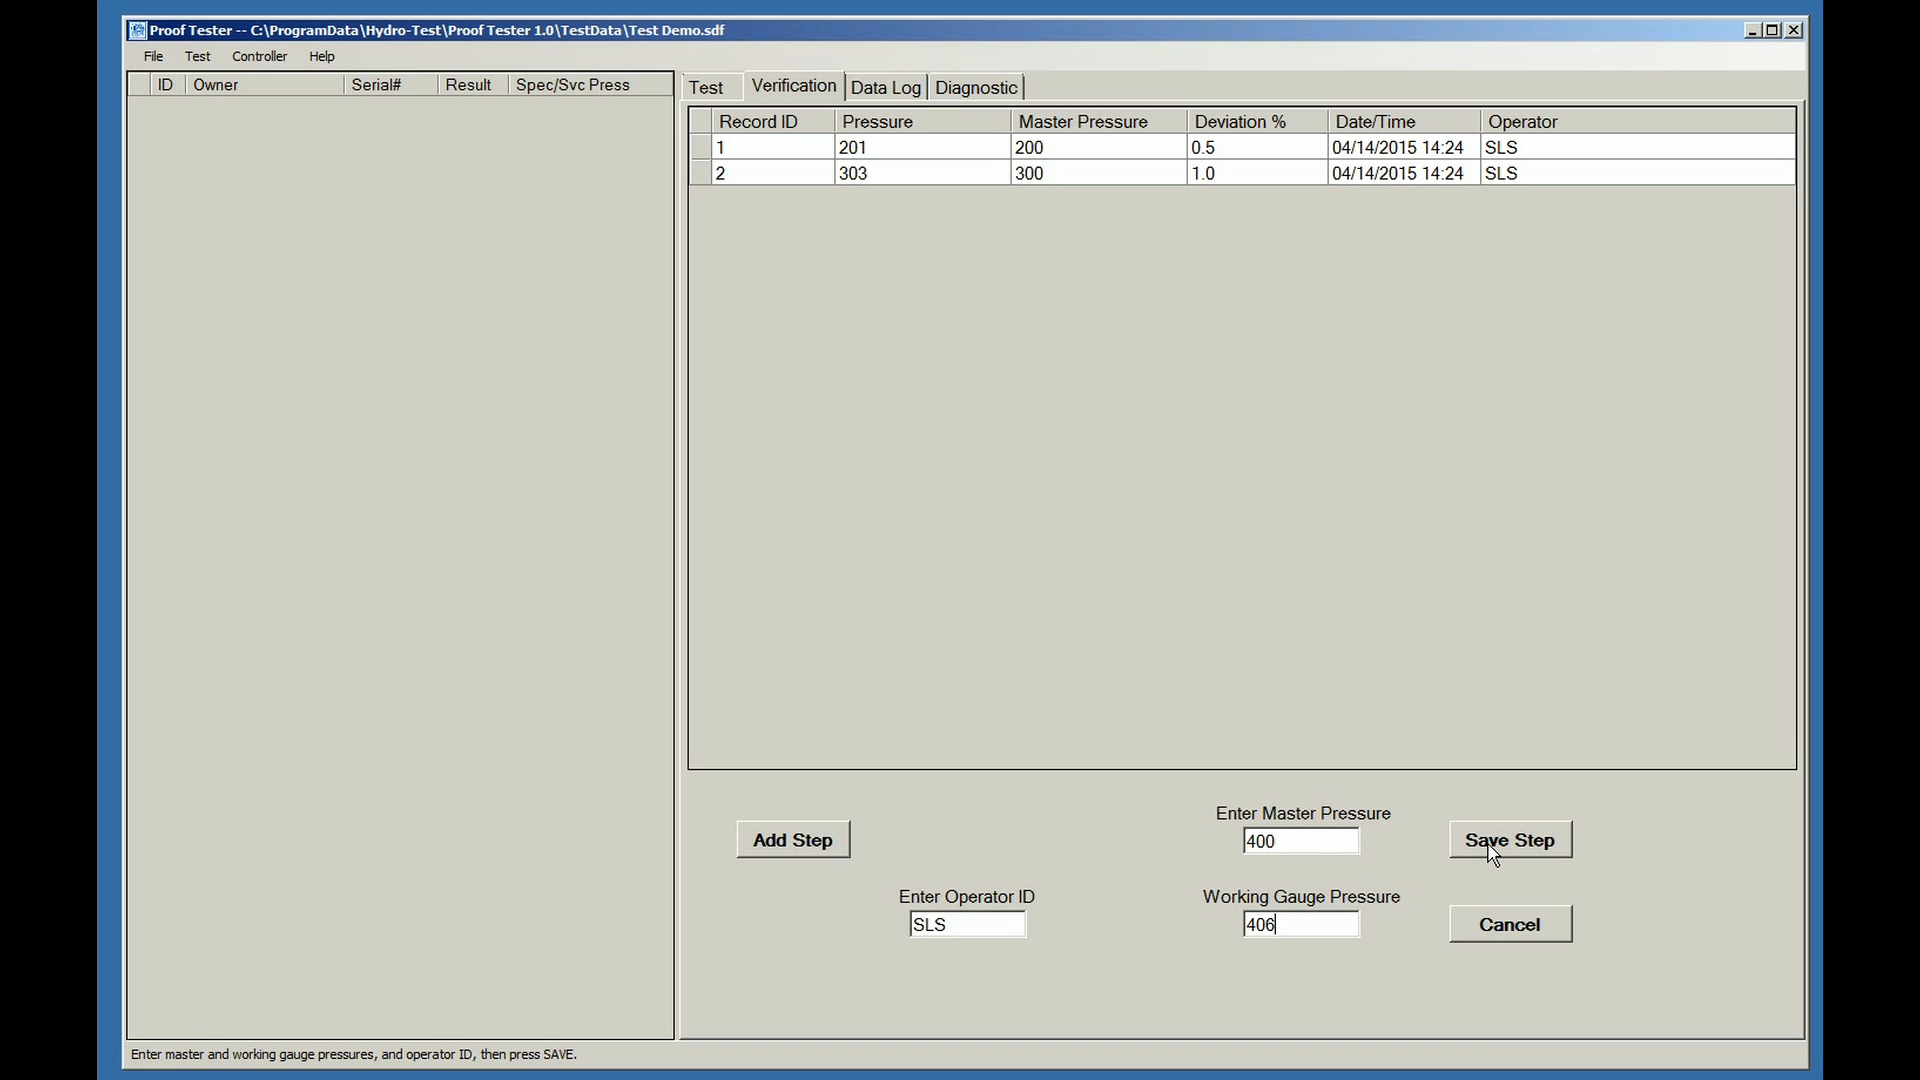 Proof Tester -- C:\ProgramData\Hydro-Test\Proof Tester 1.0\TestData\Test Demo.sdf
File Test Controller Help
ID Owner Serial# Result Spec/Svc Press
Test Verification Data Log Diagnostic
Record ID Pressure Master Pressure Deviation % Date/Time Operator
1 201 200 0.5 04/14/2015 14:24 SLS
2 303 300 1.0 04/14/2015 14:24 SLS
Enter Master Pressure
Add Step 400 Save Step
Enter Operator ID Working Gauge Pressure
SLS 406 Cancel
Enter master and working gauge pressures, and operator ID, then press SAVE.